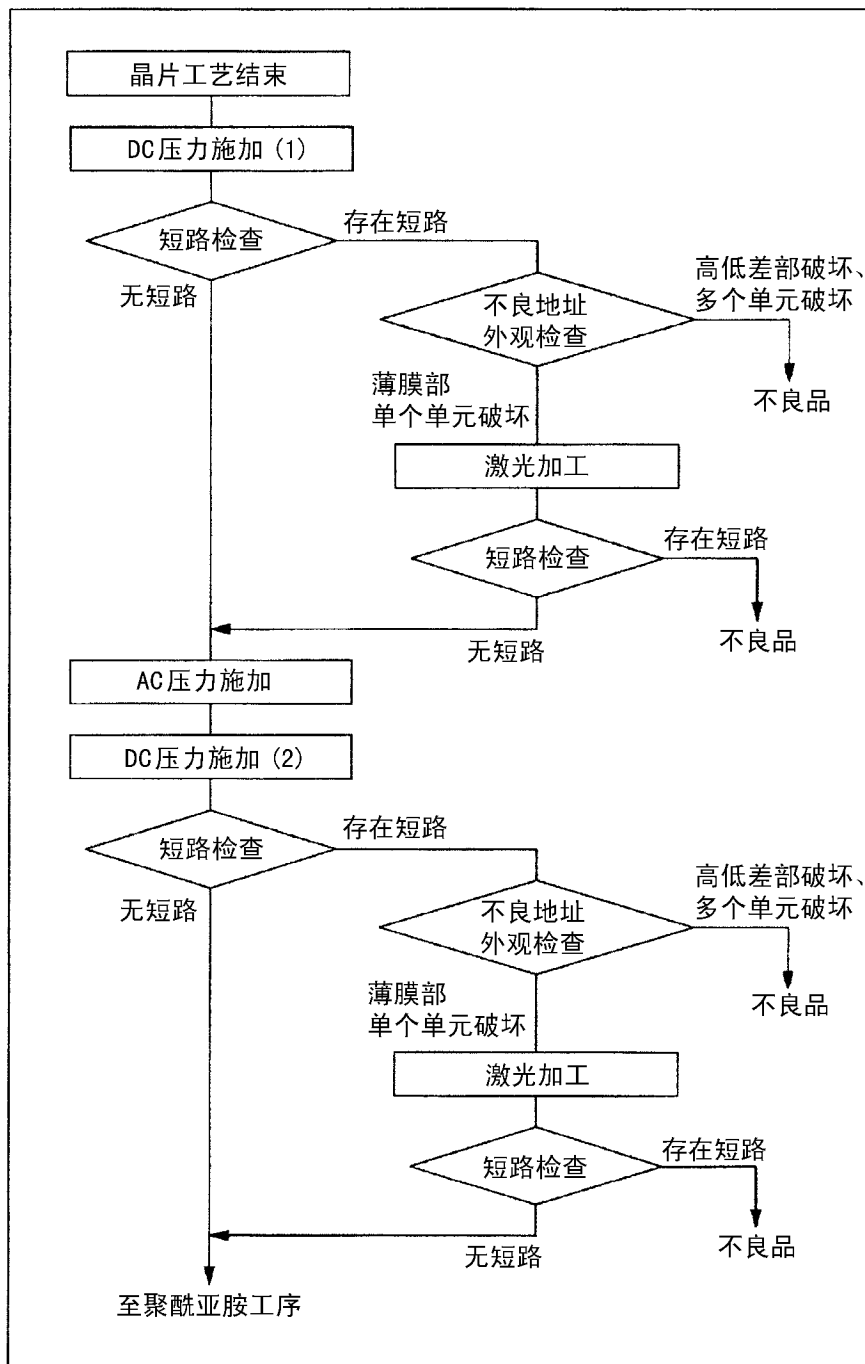 晶片工艺结束
DC压力施加(1)
短路检查
存在短路
无短路
不良地址
外观检查
高低差部破坏、
多个单元破坏
不良品
薄膜部
单个单元破坏
激光加工
短路检查
存在短路
不良品
无短路
AC压力施加
DC压力施加(2)
短路检查
存在短路
无短路
不良地址
外观检查
高低差部破坏、
多个单元破坏
不良品
薄膜部
单个单元破坏
激光加工
短路检查
存在短路
不良品
无短路
至聚酰亚胺工序